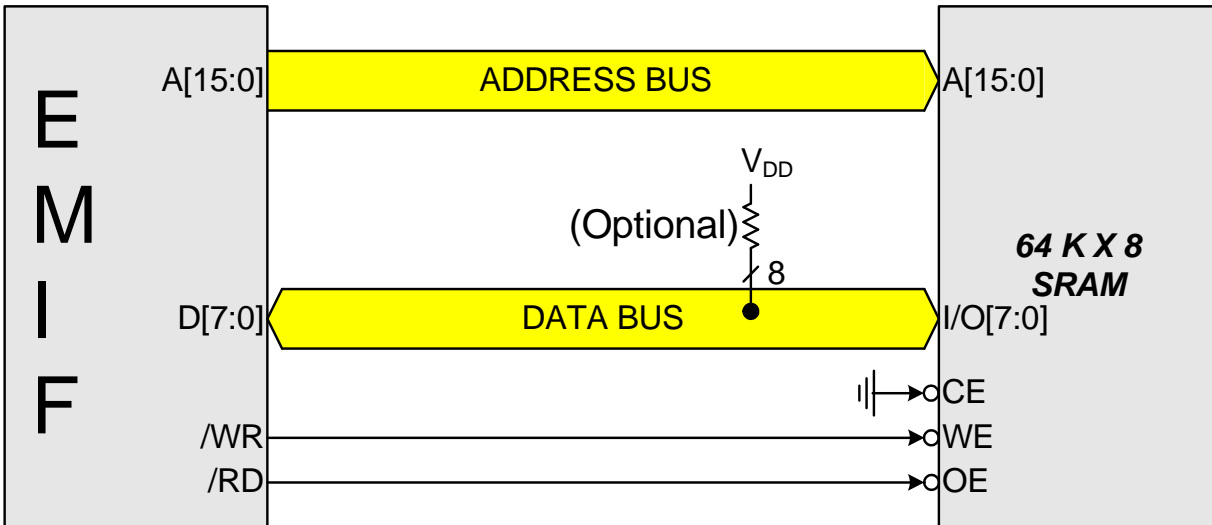 E
M
I
F
A[15:0]
ADDRESS BUS
A[15:0]
VDD
(Optional)
8
64 K X 8
SRAM
D[7:0]
DATA BUS
I/O[7:0]
CE
/WR
WE
/RD
OE